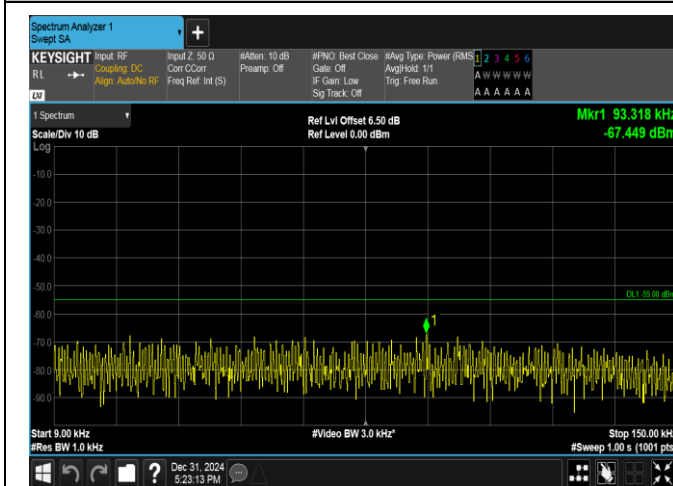 Spectrum Analyzer 1
Swept SA
KEYSIGHT
RL
LXI
Input: RF
Coupling: DC
Align: Auto/No RF
Input Z: 50 Ω
Corr CCorr
Freq Ref: Int (S)
#Atten: 10 dB
Preamp: Off
#PNO: Best Close
Gate: Off
IF Gain: Low
Sig Track: Off
#Avg Type: Power (RMS
Avg|Hold: 1/1
Trig: Free Run
1 2 3 4 5 6
A W W W W W
A A A A A A
1 Spectrum
Scale/Div 10 dB
Log
Ref Lvl Offset 6.50 dB
Ref Level 0.00 dBm
Mkr1 93.318 kHz
-67.449 dBm
-10.0
-20.0
-30.0
-40.0
-50.0
DL1 -55.00 dBm
-60.0
1
-70.0
-80.0
-90.0
Start 9.00 kHz
#Res BW 1.0 kHz
#Video BW 3.0 kHz*
Stop 150.00 kHz
#Sweep 1.00 s (1001 pts)
?
Dec 31, 2024
5:23:13 PM